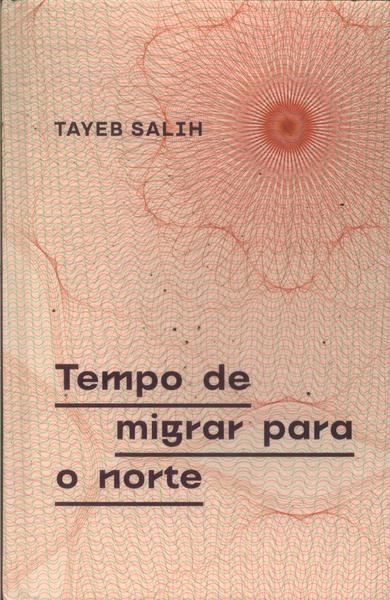 TAYEB SALIH
Tempo de
migrar para
o norte